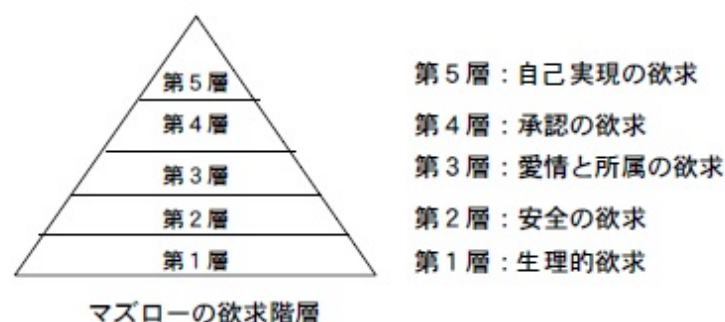 第5層
第4層
第3層
第2層
第1層
マズローの欲求階層
第5層：自己実現の欲求
第4層：承認の欲求
第3層：愛情と所属の欲求
第2層：安全の欲求
第1層：生理的欲求